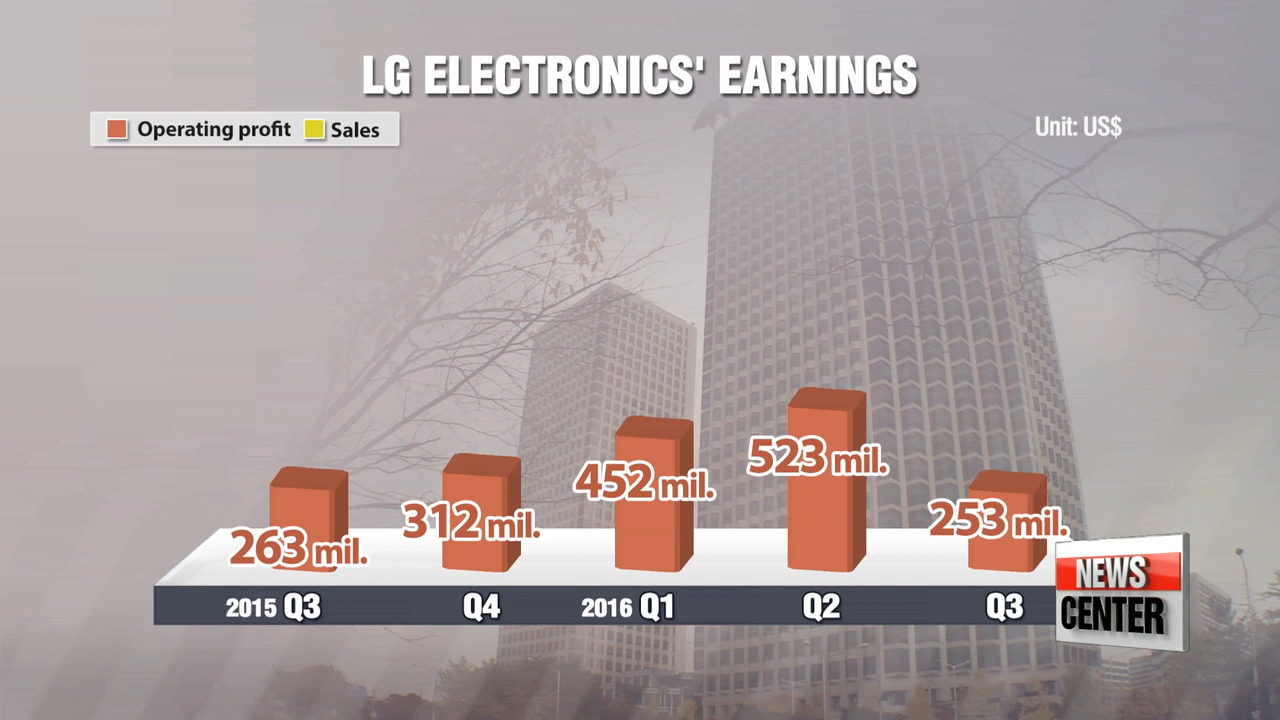 LG ELECTRONICS' EARNINGS
Operating profit Sales
Unit: US$
263 mil. 312 mil. 452 mil. 523 mil. 253 mil.
2015 Q3 Q4 2016 Q1 Q2 Q3
NEWS
CENTER